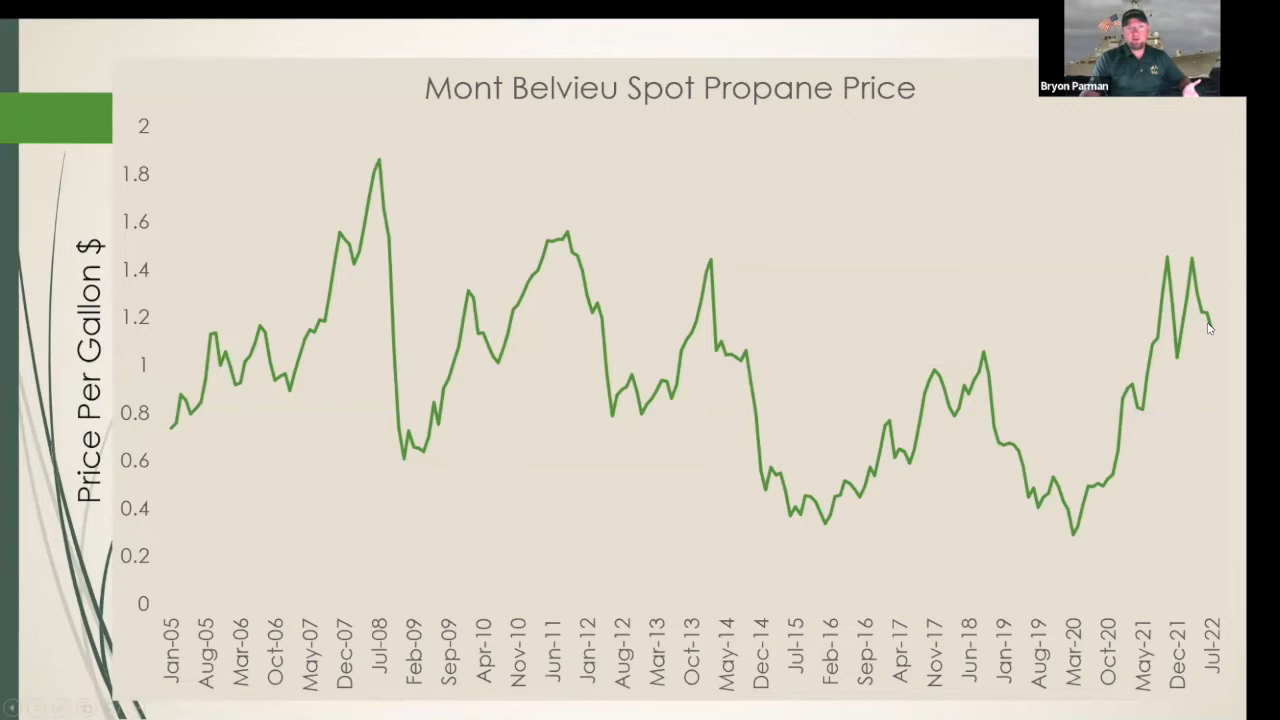 Mont Belvieu Spot Propane Price
Bryon Parman
Price Per Gallon $
2
1.8
1.6
1.4
1.2
1
0.8
0.6
0.4
0.2
0
Jan-05
Aug-05
Mar-06
Oct-06
May-07
Dec-07
Jul-08
Feb-09
Sep-09
Apr-10
Nov-10
Jun-11
Jan-12
Aug-12
Mar-13
Oct-13
May-14
Dec-14
Jul-15
Feb-16
Sep-16
Apr-17
Nov-17
Jun-18
Jan-19
Aug-19
Mar-20
Oct-20
May-21
Dec-21
Jul-22